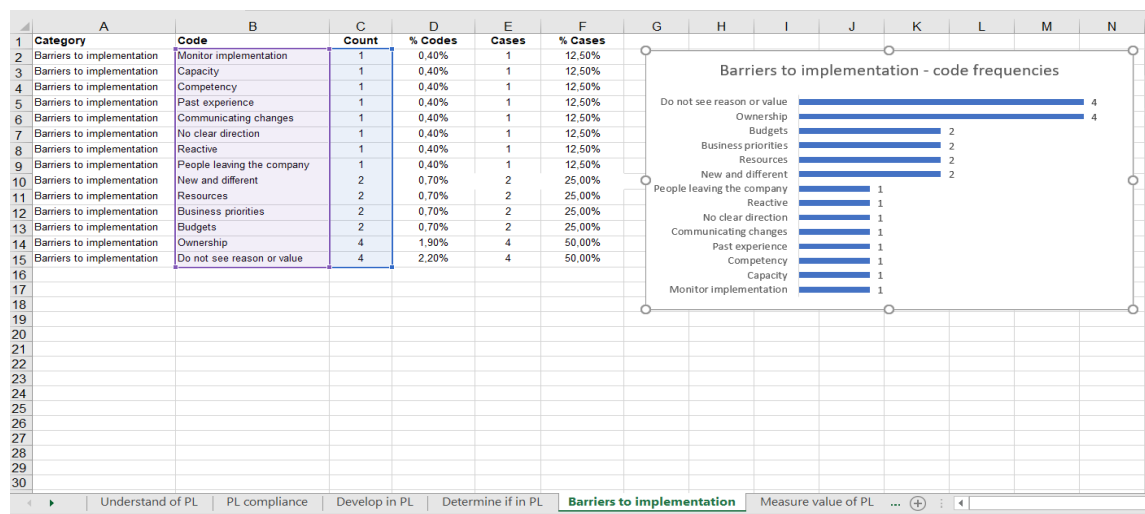 A B C D E F G H I J K L M N
1 Category Code Count % Codes Cases % Cases
2 Barriers to implementation Monitor implementation 1 0,40% 1 12,50%
3 Barriers to implementation Capacity 1 0,40% 1 12,50%
4 Barriers to implementation Competency 1 0,40% 1 12,50%
5 Barriers to implementation Past experience 1 0,40% 1 12,50%
6 Barriers to implementation Communicating changes 1 0,40% 1 12,50%
7 Barriers to implementation No clear direction 1 0,40% 1 12,50%
8 Barriers to implementation Reactive 1 0,40% 1 12,50%
9 Barriers to implementation People leaving the company 1 0,40% 1 12,50%
10 Barriers to implementation New and different 2 0,70% 2 25,00%
11 Barriers to implementation Resources 2 0,70% 2 25,00%
12 Barriers to implementation Business priorities 2 0,70% 2 25,00%
13 Barriers to implementation Budgets 2 0,70% 2 25,00%
14 Barriers to implementation Ownership 4 1,90% 4 50,00%
15 Barriers to implementation Do not see reason or value 4 2,20% 4 50,00%
16
17
18
19
20
21
22
23
24
25
26
27
28
29
30
Barriers to implementation - code frequencies
Do not see reason or value 4
Ownership 4
Budgets 2
Business priorities 2
Resources 2
New and different 2
People leaving the company 1
Reactive 1
No clear direction 1
Communicating changes 1
Past experience 1
Competency 1
Capacity 1
Monitor implementation 1
Understand of PL PL compliance Develop in PL Determine if in PL Barriers to implementation Measure value of PL ...